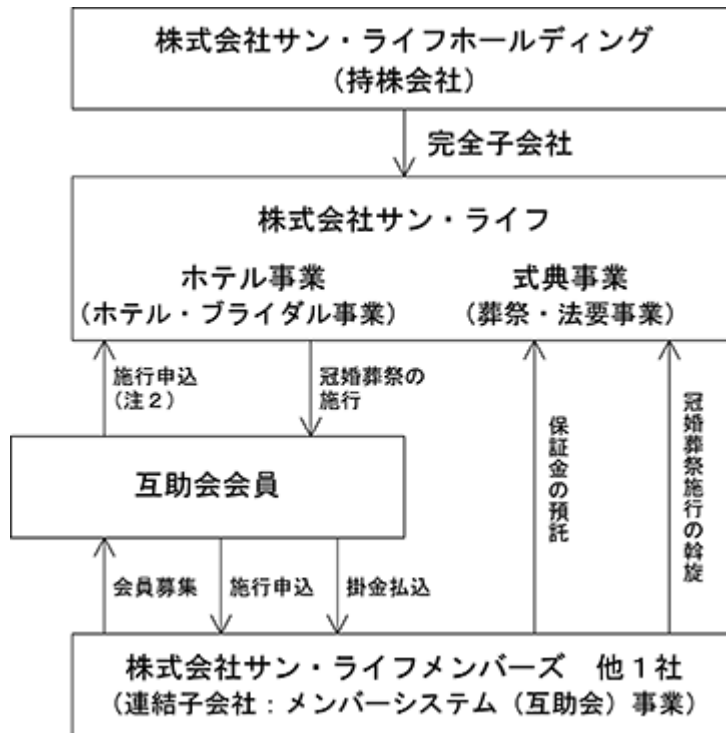 株式会社サン・ライフホールディング
（持株会社）
完全子会社
株式会社サン・ライフ
ホテル事業
（ホテル・ブライダル事業）
式典事業
（葬祭・法要事業）
施行申込
（注２）
冠婚葬祭の
施行
保証金の預託
冠婚葬祭施行の斡旋
互助会会員
会員募集
施行申込
掛金払込
株式会社サン・ライフメンバーズ　他１社
（連結子会社：メンバーシステム（互助会）事業）